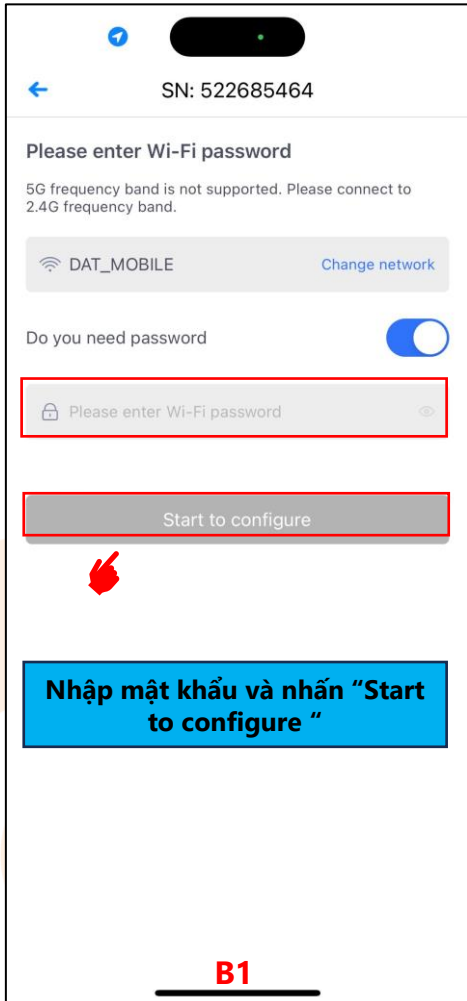 SN: 522685464
Please enter Wi-Fi password
5G frequency band is not supported. Please connect to
2.4G frequency band.
DAT_MOBILE Change network
Do you need password
Please enter Wi-Fi password
Start to configure
Nhập mật khẩu và nhấn “Start
to configure “
B1